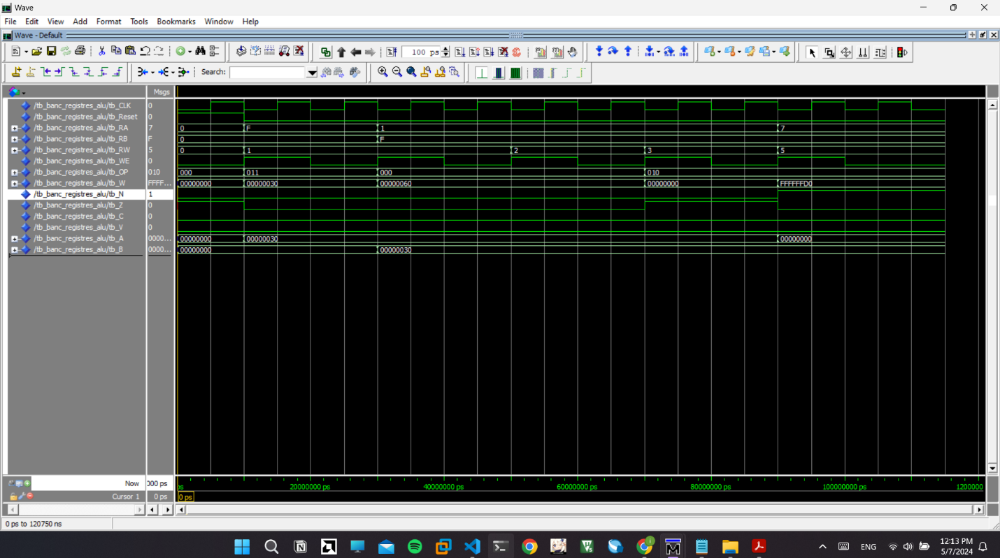 Wave
File Edit View Add Format Tools Bookmarks Window Help
Wave - Default
100 ps
Search:
Msgs
/tb_banc_registres_alu/tb_CLK 0
/tb_banc_registres_alu/tb_Reset 0
/tb_banc_registres_alu/tb_RA 7 0 F 1 7
/tb_banc_registres_alu/tb_RB F 0 F
/tb_banc_registres_alu/tb_RW 5 0 1 2 3 5
/tb_banc_registres_alu/tb_WE 0
/tb_banc_registres_alu/tb_OP 010 000 011 000 010
/tb_banc_registres_alu/tb_W FFFF... 00000000 00000030 00000060 00000000 FFFFFFD0
/tb_banc_registres_alu/tb_N 1
/tb_banc_registres_alu/tb_Z 0
/tb_banc_registres_alu/tb_C 0
/tb_banc_registres_alu/tb_V 0
/tb_banc_registres_alu/tb_A 0000... 00000000 00000030 00000000
/tb_banc_registres_alu/tb_B 0000... 00000000 00000030
Now 000 ps ps 20000000 ps 40000000 ps 60000000 ps 80000000 ps 100000000 ps 1200000
Cursor 1 0 ps 0 ps
0 ps to 120750 ns
ENG 12:13 PM
5/7/2024